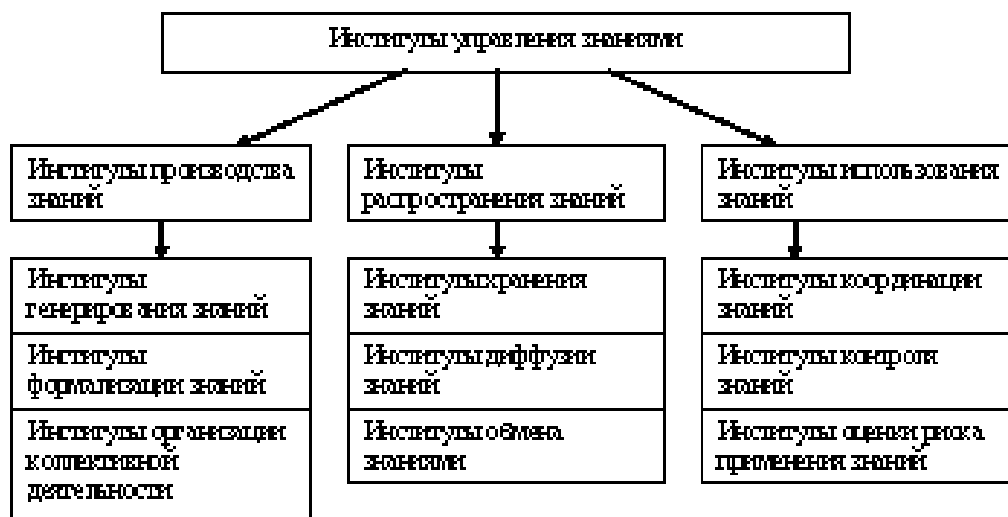 Институты управления знаниями
Институты производства
знаний
Институты
распространения знаний
Институты использования
знаний
Институты
генерирования знаний
Институты
формализации знаний
Институты организации
коллективной
деятельности
Институты хранения
знаний
Институты диффузии
знаний
Институты обмена
знаниями
Институты координации
знаний
Институты контроля
знаний
Институты оценки риска
применения знаний